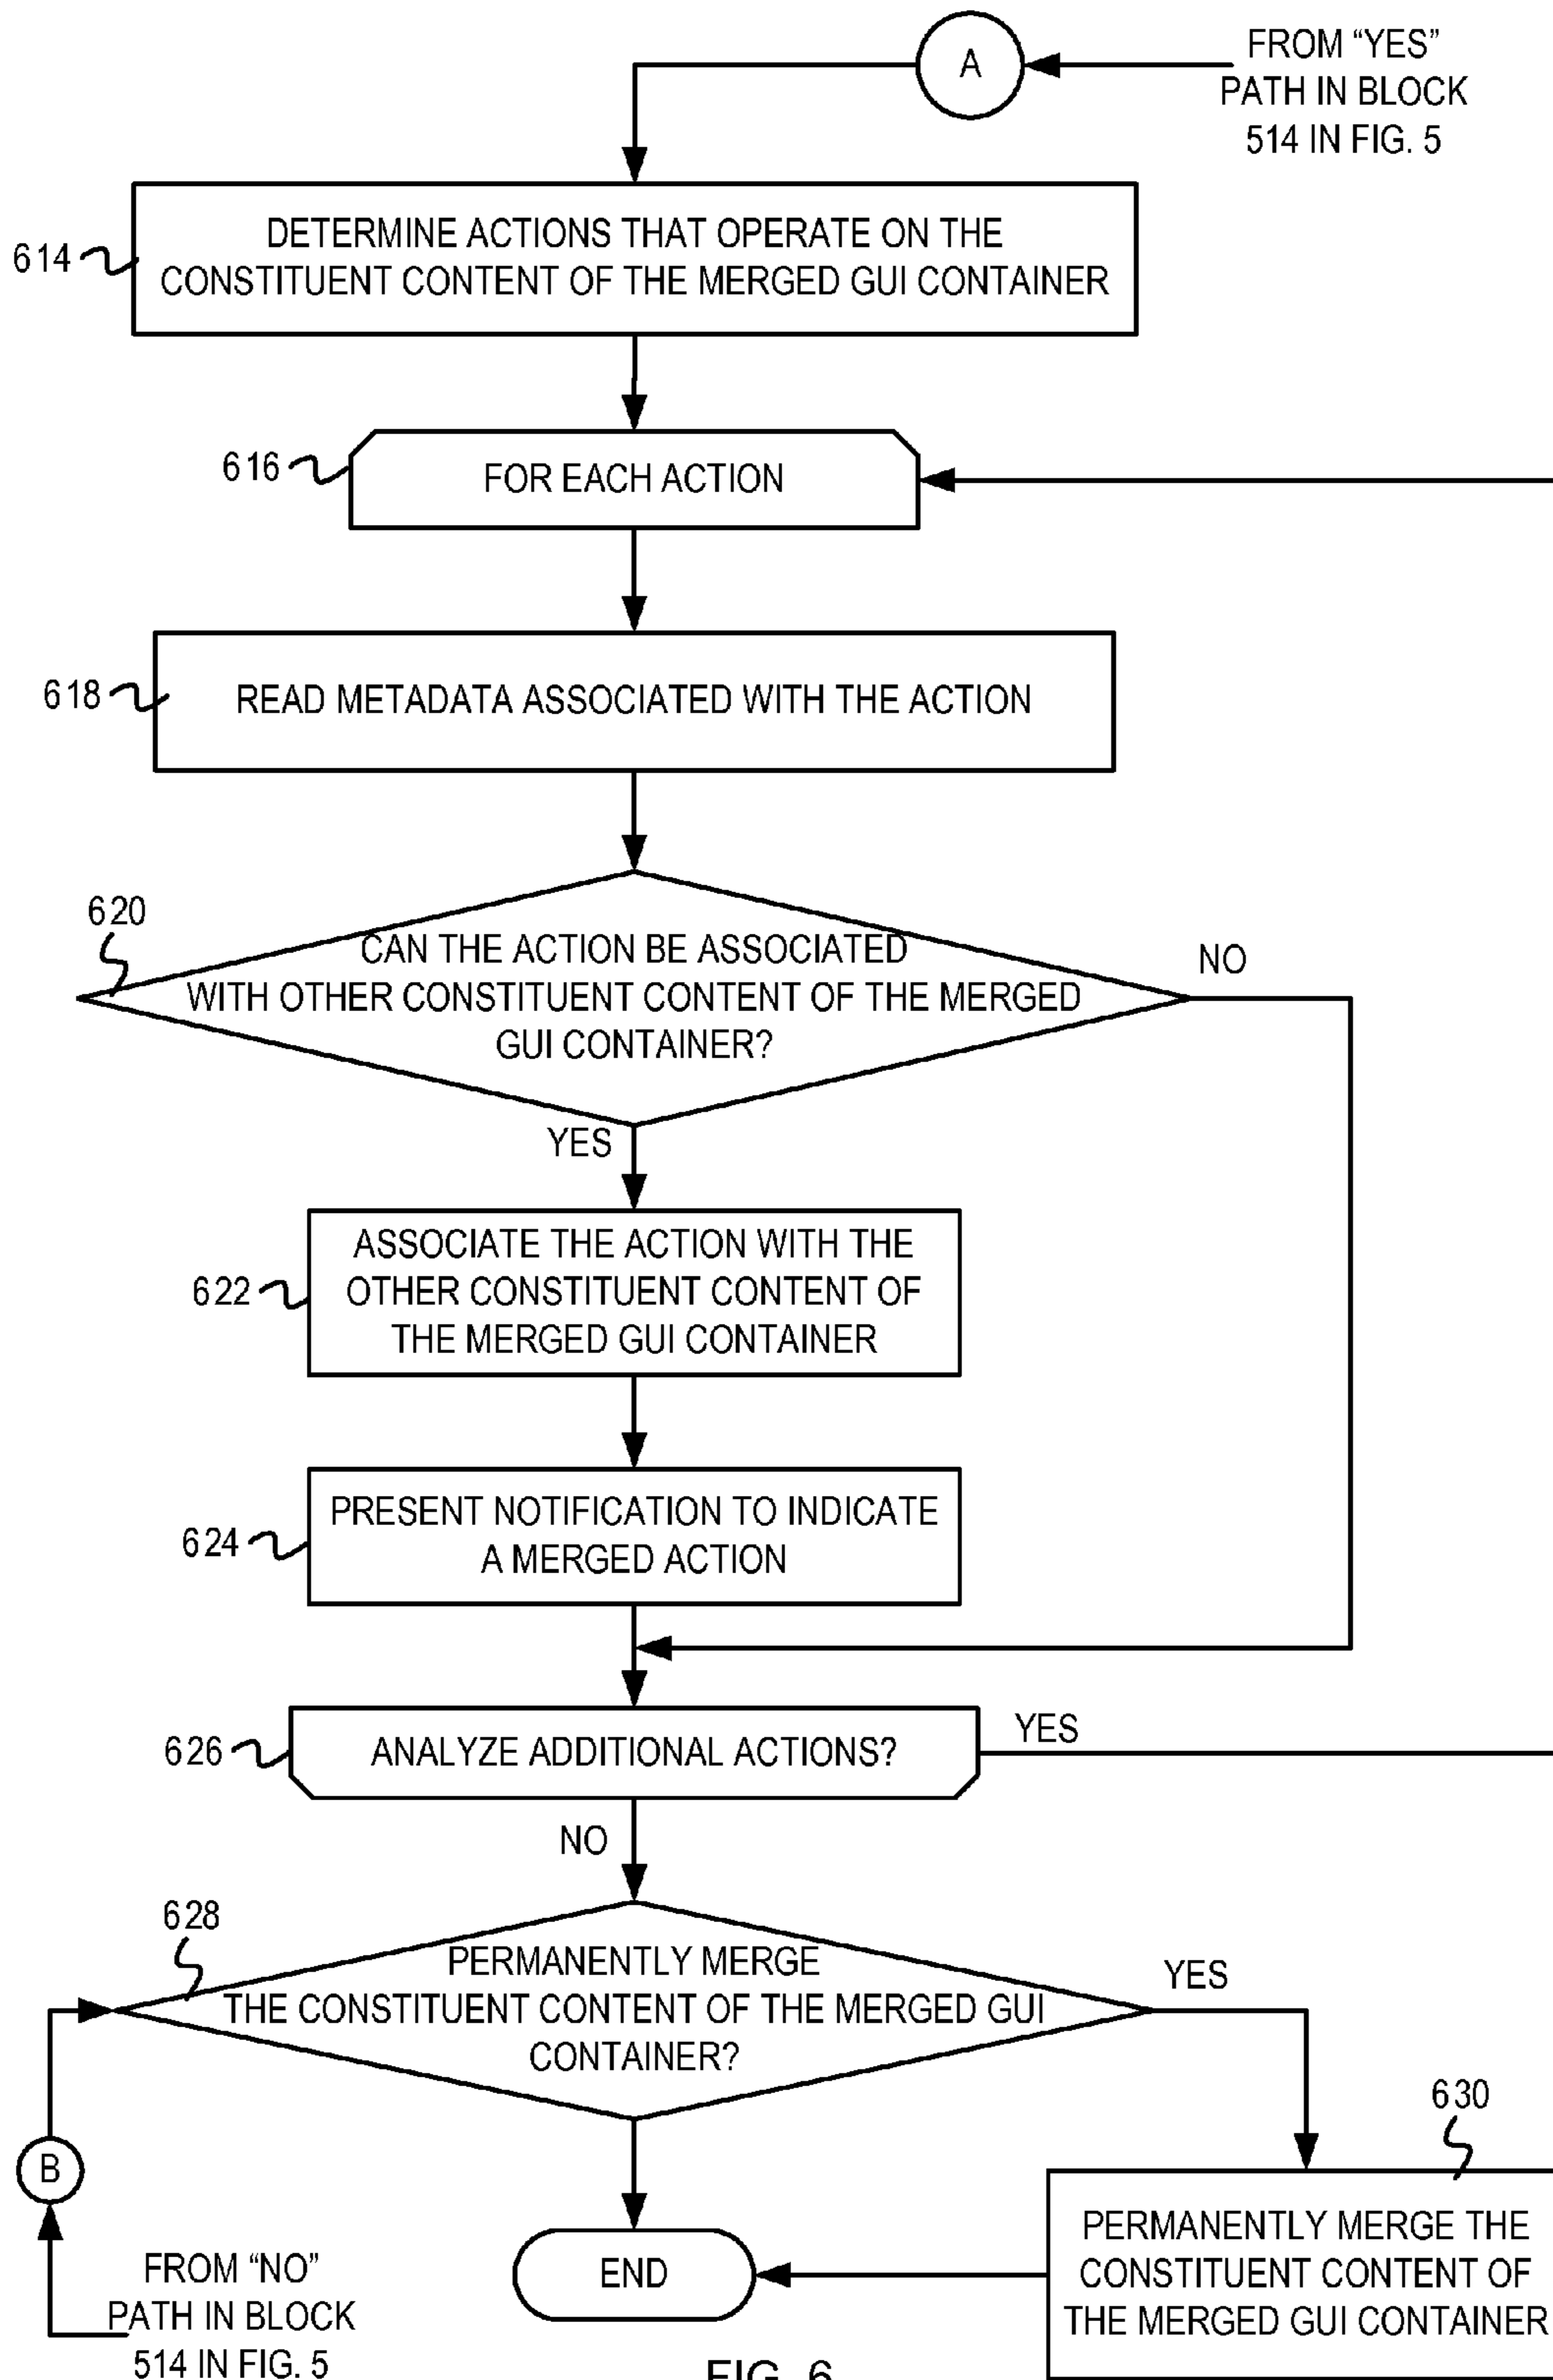 A
FROM “YES”
PATH IN BLOCK
514 IN FIG. 5
614
DETERMINE ACTIONS THAT OPERATE ON THE
CONSTITUENT CONTENT OF THE MERGED GUI CONTAINER
616
FOR EACH ACTION
618
READ METADATA ASSOCIATED WITH THE ACTION
620
CAN THE ACTION BE ASSOCIATED
WITH OTHER CONSTITUENT CONTENT OF THE MERGED
GUI CONTAINER?
NO
YES
622
ASSOCIATE THE ACTION WITH THE
OTHER CONSTITUENT CONTENT OF
THE MERGED GUI CONTAINER
624
PRESENT NOTIFICATION TO INDICATE
A MERGED ACTION
626
ANALYZE ADDITIONAL ACTIONS?
YES
NO
628
PERMANENTLY MERGE
THE CONSTITUENT CONTENT OF THE MERGED GUI
CONTAINER?
YES
B
FROM “NO”
PATH IN BLOCK
514 IN FIG. 5
END
630
PERMANENTLY MERGE THE
CONSTITUENT CONTENT OF
THE MERGED GUI CONTAINER
FIG. 6